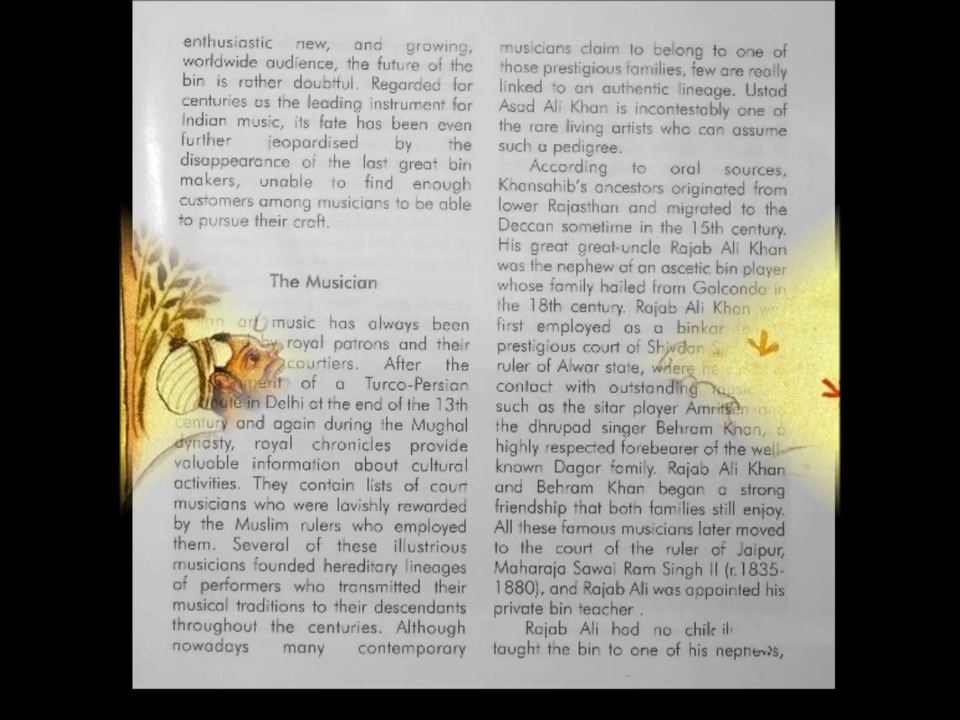 enthusiastic new, and growing,
worldwide audience, the future of the
bin is rather doubtful. Regarded for
centuries as the leading instrument for
Indian music, its fate has been even
further jeopardised by the
disappearance of the last great bin
makers, unable to find enough
customers among musicians to be able
to pursue their craft.
The Musician
music has always been
by royal patrons and their
courtiers. After the
of a Turco-Persian
in Delhi at the end of the 13th
century and again during the Mughal
dynasty, royal chronicles provide
valuable information about cultural
activities. They contain lists of court
musicians who were lavishly rewarded
by the Muslim rulers who employed
them. Several of these illustrious
musicians founded hereditary lineages
of performers who transmitted their
musical traditions to their descendants
throughout the centuries. Although
nowadays many contemporary
musicians claim to belong to one of
those prestigious families, few are really
linked to an authentic lineage. Ustad
Asad Ali Khan is incontestably one of
the rare living artists who can assume
such a pedigree.
According to oral sources,
Khansahib's ancestors originated from
lower Rajasthan and migrated to the
Deccan sometime in the 15th century.
His great great-uncle Rajab Ali Khan
was the nephew of an ascetic bin player
whose family hailed from Golconda in
the 18th century. Rajab Ali Khan
first employed as a binkar
prestigious court of Shivdan
ruler of Alwar state, where he
contact with outstanding
such as the sitar player Amritsen and
the dhrupad singer Behram Khan, a
highly respected forebearer of the well-
known Dagar family. Rajab Ali Khan
and Behram Khan began a strong
friendship that both families still enjoy.
All these famous musicians later moved
to the court of the ruler of Jaipur,
Maharaja Sawai Ram Singh II (r.1835-
1880), and Rajab Ali was appointed his
private bin teacher .
Rajab Ali had no
taught the bin to one of his nephews,